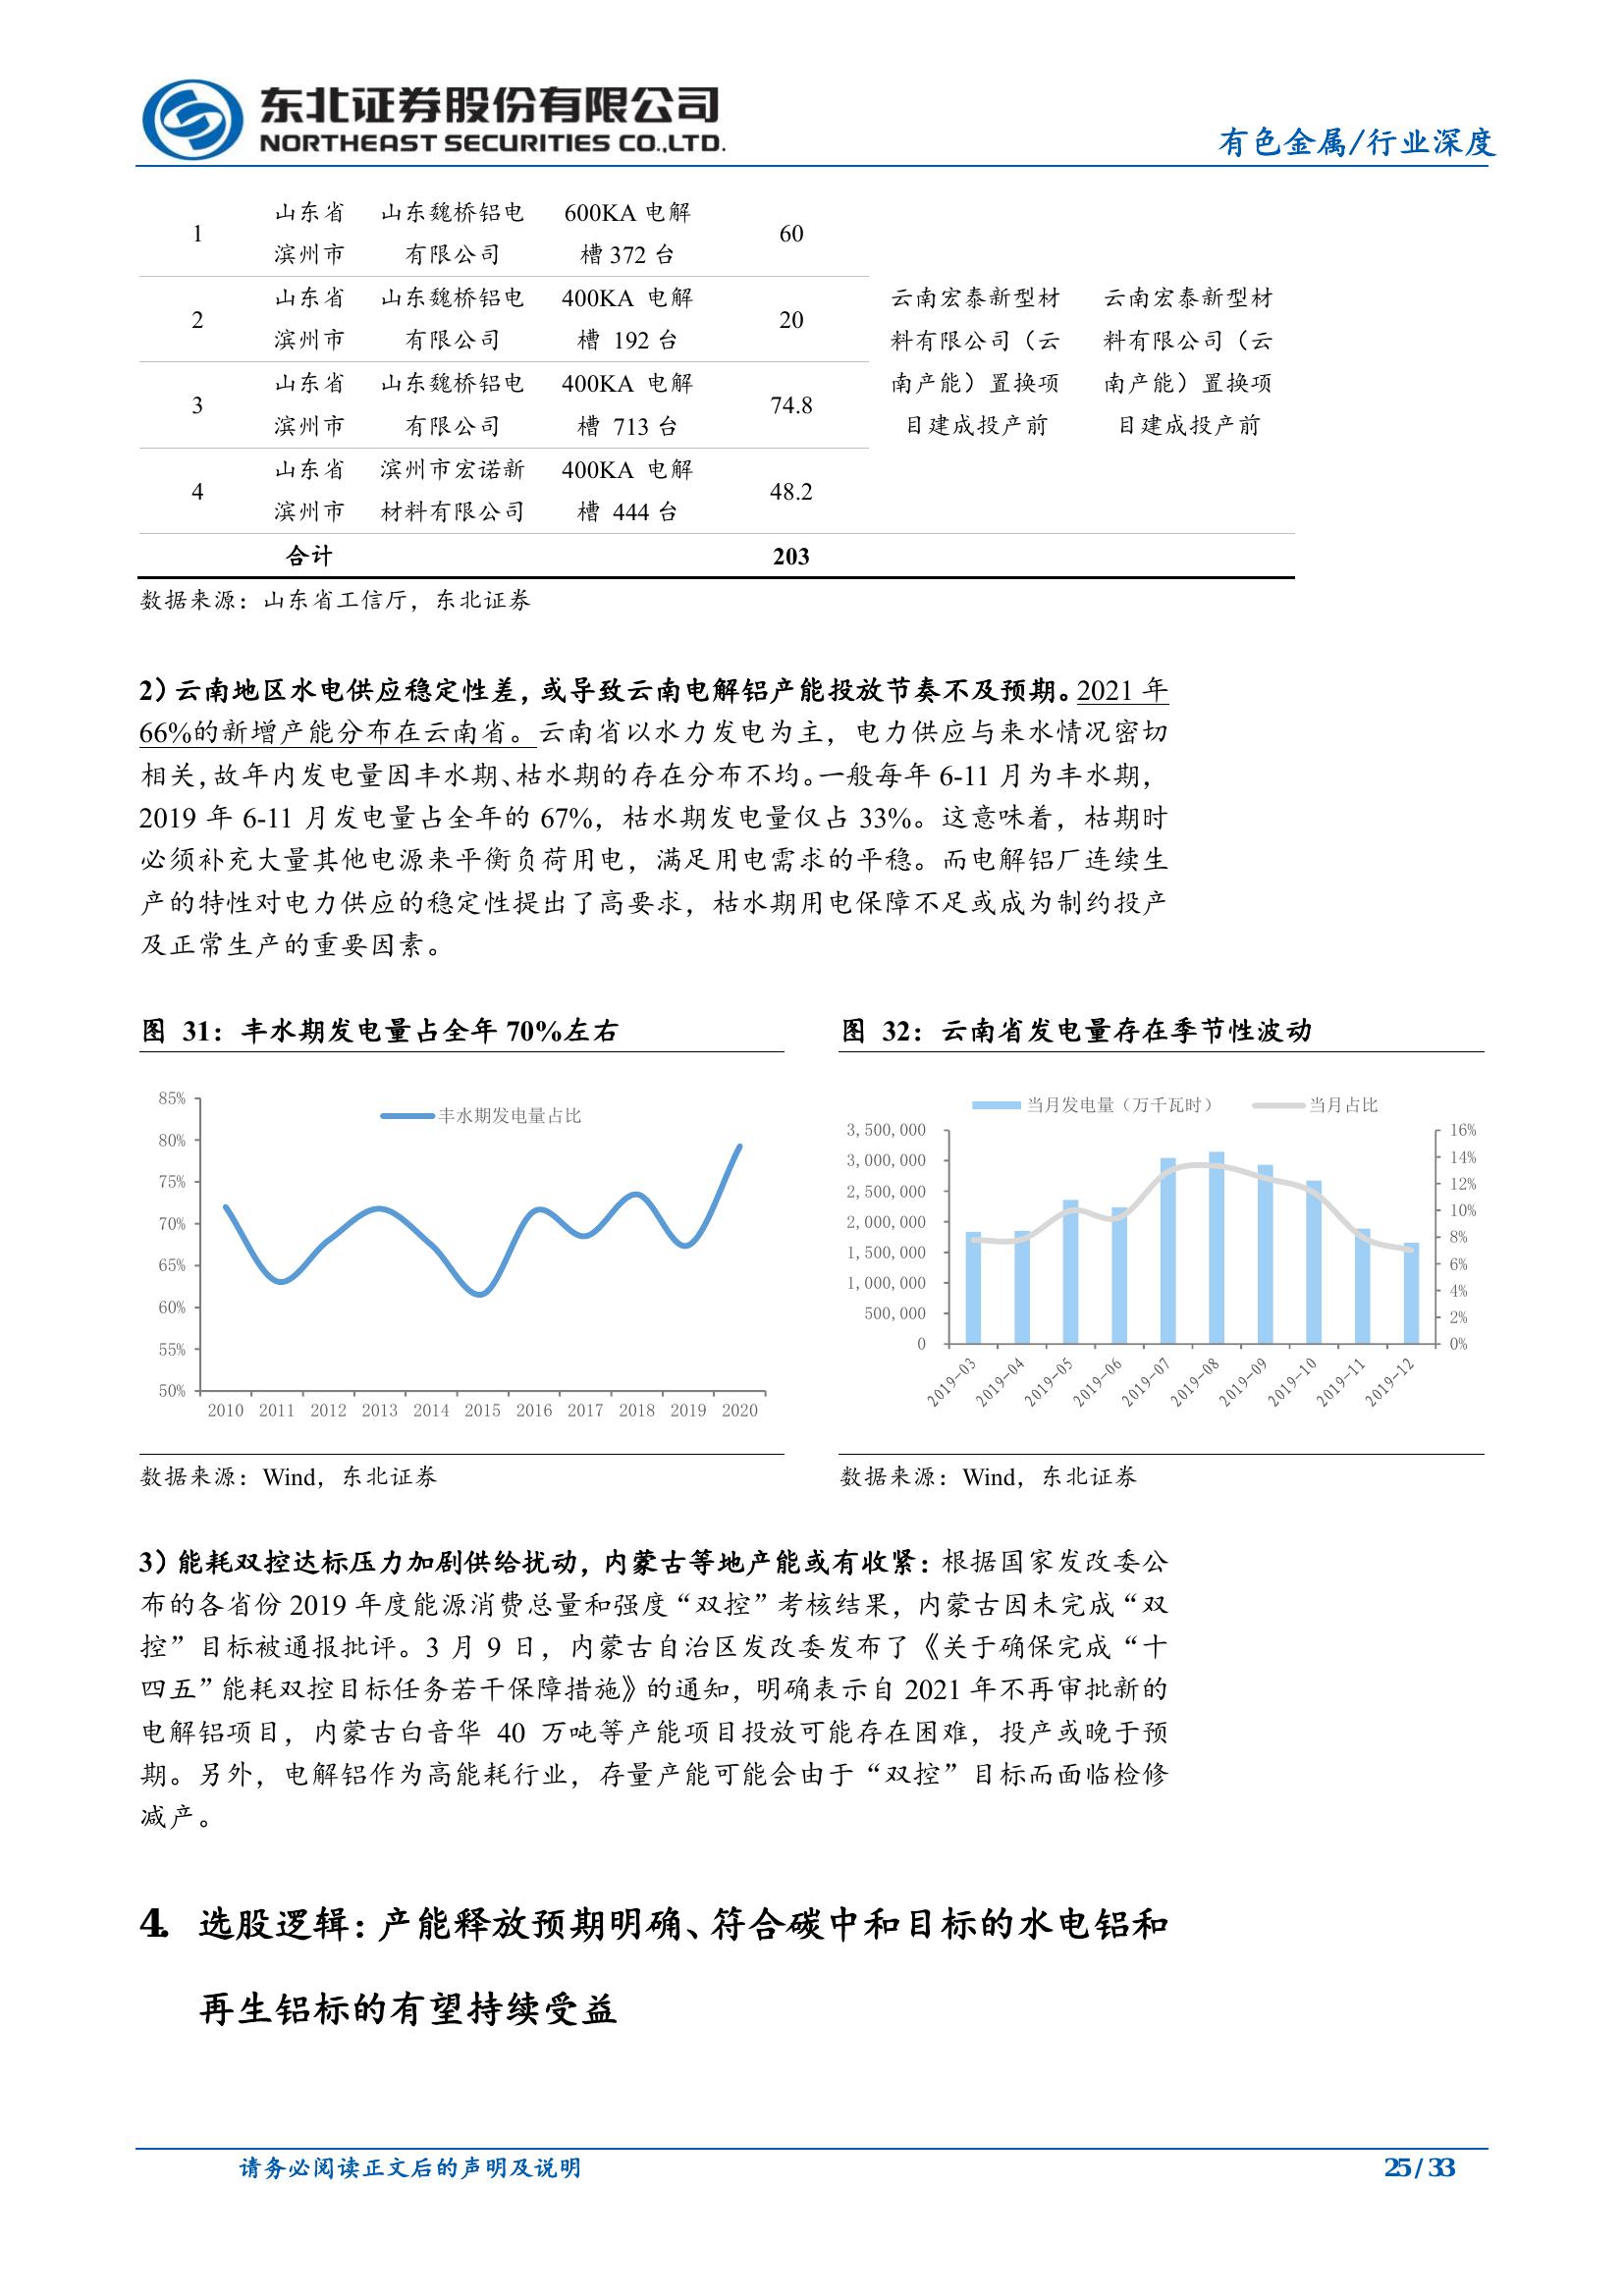 东北证券股份有限公司
NORTHEAST SECURITIES CO.,LTD.
有色金属/行业深度
1 山东省滨州市 山东魏桥铝电有限公司 600KA 电解槽 372 台 60
2 山东省滨州市 山东魏桥铝电有限公司 400KA 电解槽 192 台 20
3 山东省滨州市 山东魏桥铝电有限公司 400KA 电解槽 713 台 74.8
4 山东省滨州市 滨州市宏诺新材料有限公司 400KA 电解槽 444 台 48.2
云南宏泰新型材料有限公司（云南产能）置换项目建成投产前
云南宏泰新型材料有限公司（云南产能）置换项目建成投产前
合计 203
数据来源：山东省工信厅，东北证券
2）云南地区水电供应稳定性差，或导致云南电解铝产能投放节奏不及预期。2021 年
66%的新增产能分布在云南省。云南省以水力发电为主，电力供应与来水情况密切
相关，故年内发电量因丰水期、枯水期的存在分布不均。一般每年 6-11 月为丰水期，
2019 年 6-11 月发电量占全年的 67%，枯水期发电量仅占 33%。这意味着，枯期时
必须补充大量其他电源来平衡负荷用电，满足用电需求的平稳。而电解铝厂连续生
产的特性对电力供应的稳定性提出了高要求，枯水期用电保障不足或成为制约投产
及正常生产的重要因素。
图 31：丰水期发电量占全年 70%左右
85%
80%
75%
70%
65%
60%
55%
50%
丰水期发电量占比
2010 2011 2012 2013 2014 2015 2016 2017 2018 2019 2020
数据来源：Wind，东北证券
图 32：云南省发电量存在季节性波动
当月发电量（万千瓦时） 当月占比
3,500,000
3,000,000
2,500,000
2,000,000
1,500,000
1,000,000
500,000
0
16%
14%
12%
10%
8%
6%
4%
2%
0%
2019-03 2019-04 2019-05 2019-06 2019-07 2019-08 2019-09 2019-10 2019-11 2019-12
数据来源：Wind，东北证券
3）能耗双控达标压力加剧供给扰动，内蒙古等地产能或有收紧：根据国家发改委公
布的各省份 2019 年度能源消费总量和强度“双控”考核结果，内蒙古因未完成“双
控”目标被通报批评。3 月 9 日，内蒙古自治区发改委发布了《关于确保完成“十
四五”能耗双控目标任务若干保障措施》的通知，明确表示自 2021 年不再审批新的
电解铝项目，内蒙古白音华 40 万吨等产能项目投放可能存在困难，投产或晚于预
期。另外，电解铝作为高能耗行业，存量产能可能会由于“双控”目标而面临检修
减产。
4. 选股逻辑：产能释放预期明确、符合碳中和目标的水电铝和
再生铝标的有望持续受益
请务必阅读正文后的声明及说明
25 / 33